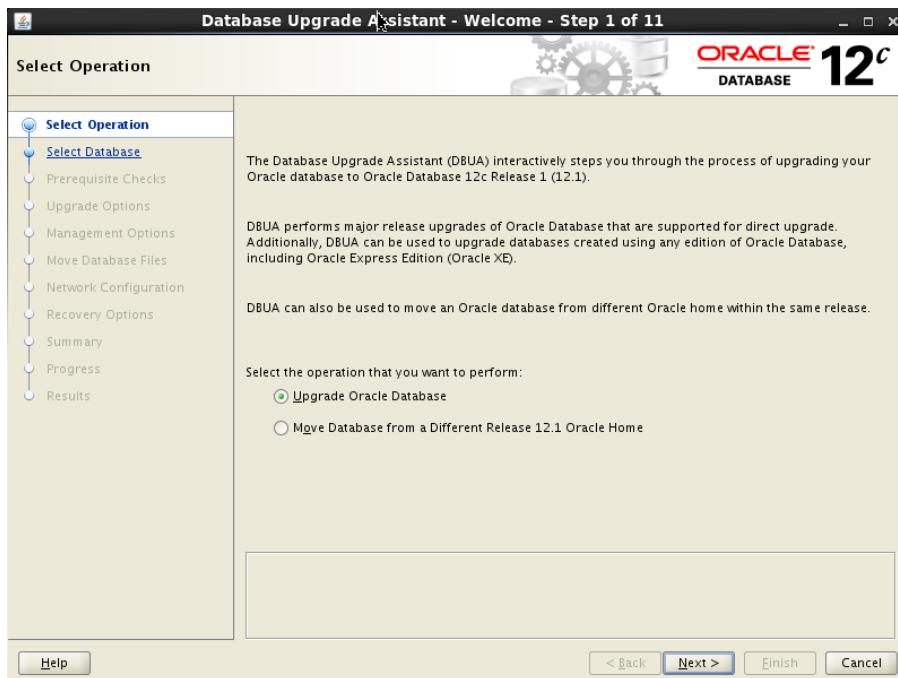 Database Upgrade Assistant - Welcome - Step 1 of 11
Select Operation
ORACLE
DATABASE
12c
Select Operation
Select Database
Prerequisite Checks
Upgrade Options
Management Options
Move Database Files
Network Configuration
Recovery Options
Summary
Progress
Results
The Database Upgrade Assistant (DBUA) interactively steps you through the process of upgrading your
Oracle database to Oracle Database 12c Release 1 (12.1).
DBUA performs major release upgrades of Oracle Database that are supported for direct upgrade.
Additionally, DBUA can be used to upgrade databases created using any edition of Oracle Database,
including Oracle Express Edition (Oracle XE).
DBUA can also be used to move an Oracle database from different Oracle home within the same release.
Select the operation that you want to perform:
Upgrade Oracle Database
Move Database from a Different Release 12.1 Oracle Home
Help
< Back
Next >
Finish
Cancel